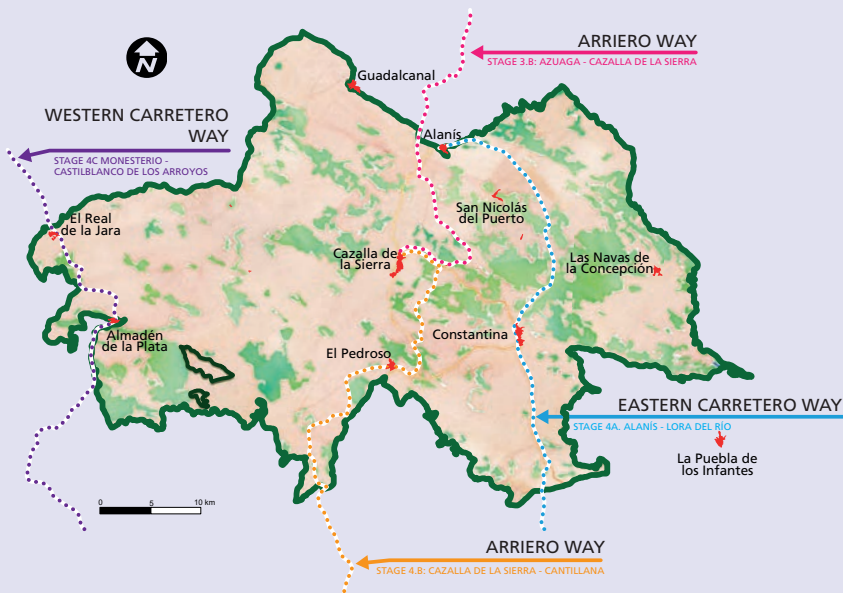 ARRIERO WAY
STAGE 3.B: AZUAGA - CAZALLA DE LA SIERRA
N
Guadalcanal
WESTERN CARRETERO
WAY
STAGE 4C MONESTERIO -
CASTILBLANCO DE LOS ARROYOS
Alanís
San Nicolás
del Puerto
El Real
de la Jara
Cazalla de
la Sierra
Las Navas de
la Concepción
Almadén
de la Plata
Constantina
El Pedroso
EASTERN CARRETERO WAY
STAGE 4A. ALANÍS - LORA DEL RÍO
La Puebla de
los Infantes
0 5 10 km
ARRIERO WAY
STAGE 4.B: CAZALLA DE LA SIERRA - CANTILLANA